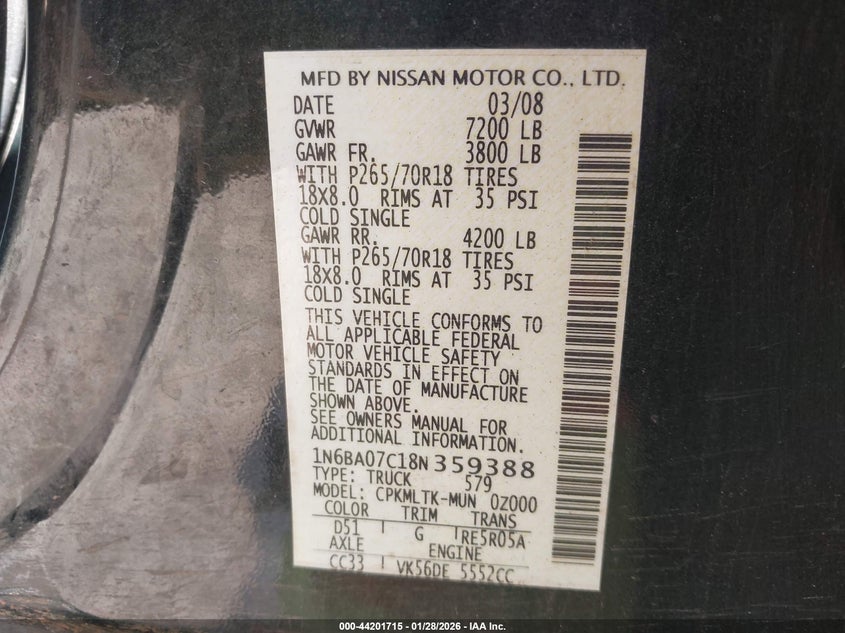 MFD BY NISSAN MOTOR CO., LTD.
DATE 03/08
GVWR 7200 LB
GAWR FR. 3800 LB
WITH P265/70R18 TIRES
18X8.0 RIMS AT 35 PSI
COLD SINGLE
GAWR RR. 4200 LB
WITH P265/70R18 TIRES
18X8.0 RIMS AT 35 PSI
COLD SINGLE
THIS VEHICLE CONFORMS TO
ALL APPLICABLE FEDERAL
MOTOR VEHICLE SAFETY
STANDARDS IN EFFECT ON
THE DATE OF MANUFACTURE
SHOWN ABOVE.
SEE OWNERS MANUAL FOR
ADDITIONAL INFORMATION.
1N6BA07C18N359388
TYPE: TRUCK 579
MODEL: CPKMLTK-MUN 0Z000
COLOR TRIM TRANS
D51 G RE5R05A
AXLE ENGINE
CC33 VK56DE 5552CC
000-44201715 - 01/28/2026 - IAA Inc.